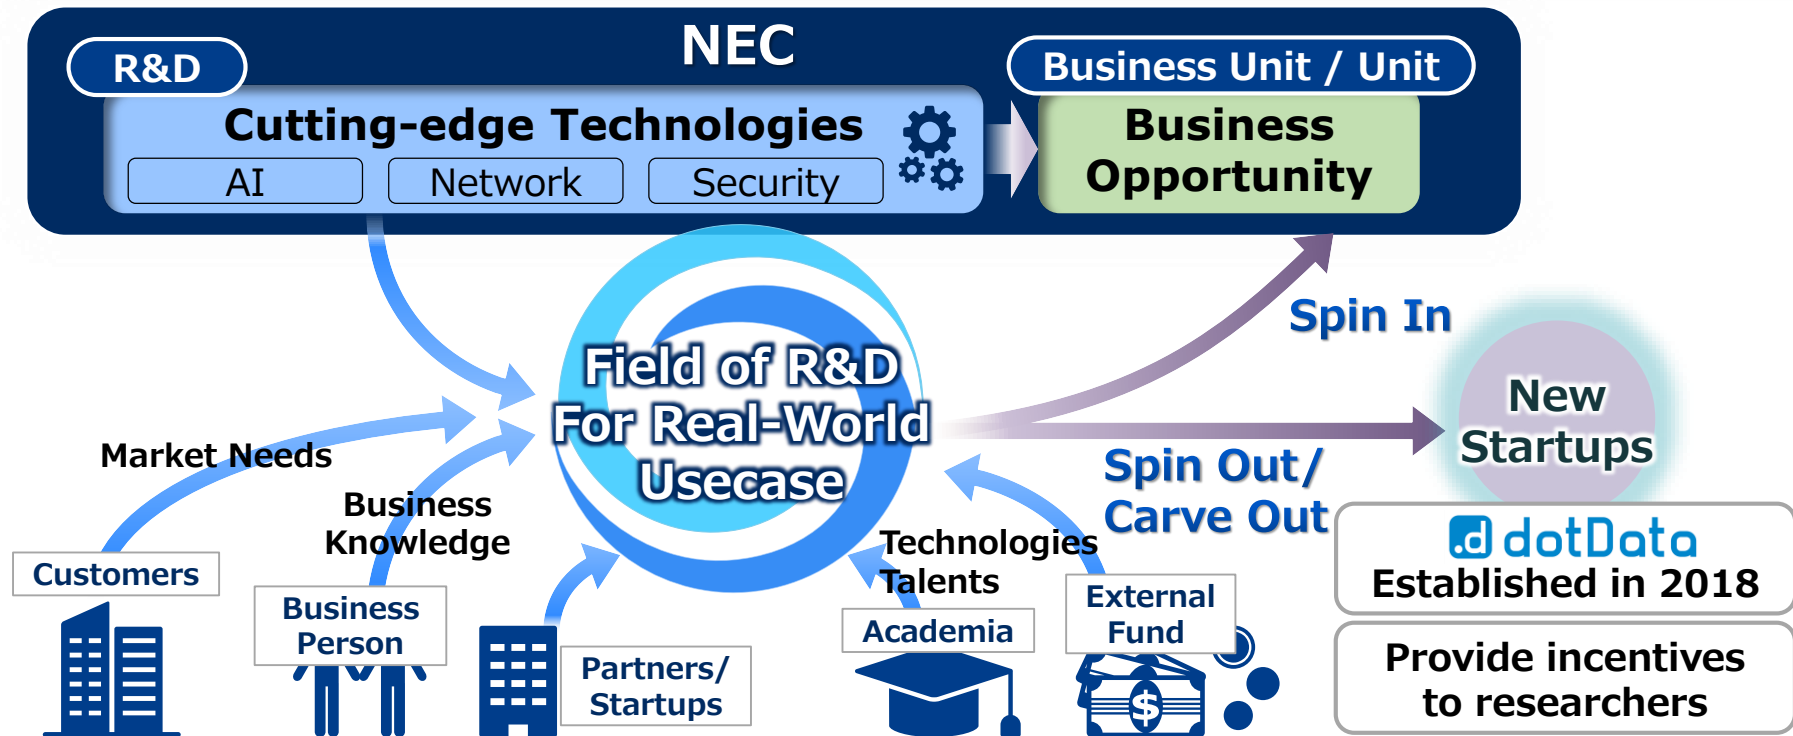 NEC
R&D
Business Unit / Unit
Cutting-edge Technologies
AI
Network
Security
Business
Opportunity
Field of R&D
For Real-World
Usecase
Spin In
Spin Out/
Carve Out
New
Startups
Market Needs
Customers
Business
Knowledge
Business
Person
Partners/
Startups
Technologies
Talents
Academia
External
Fund
$
.d dotData
Established in 2018
Provide incentives
to researchers